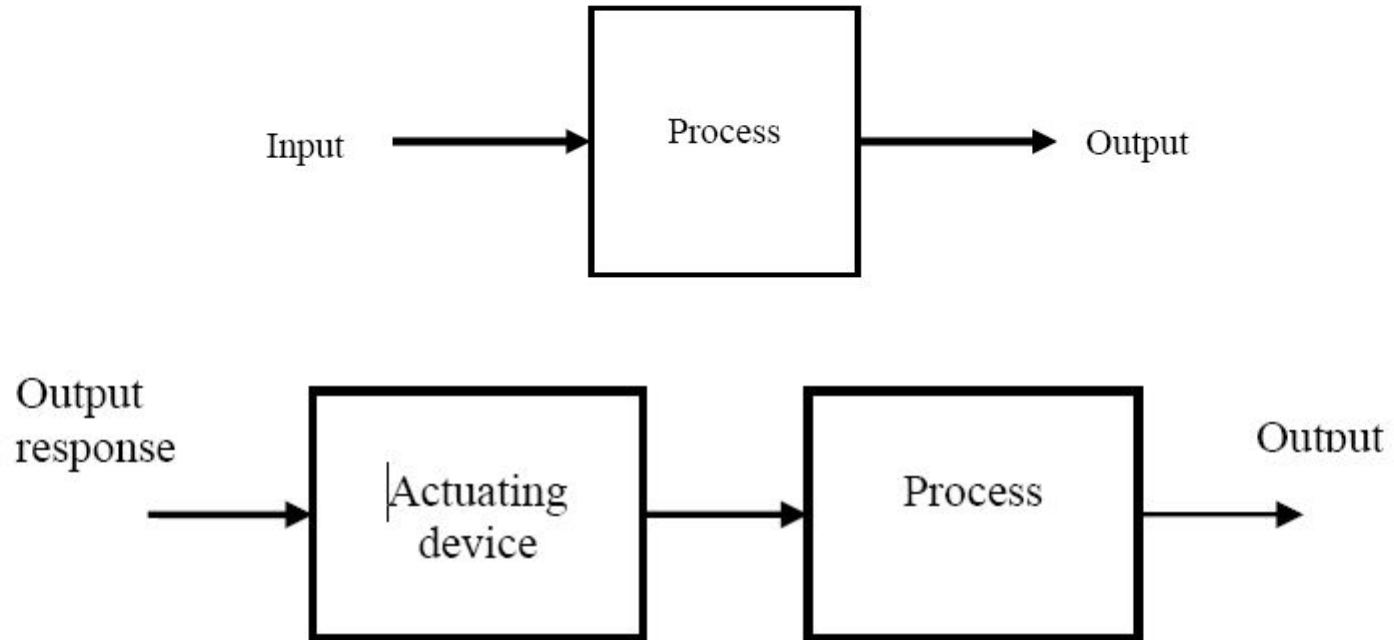 Input
Process
Output
Output
response
Actuating
device
Process
Output